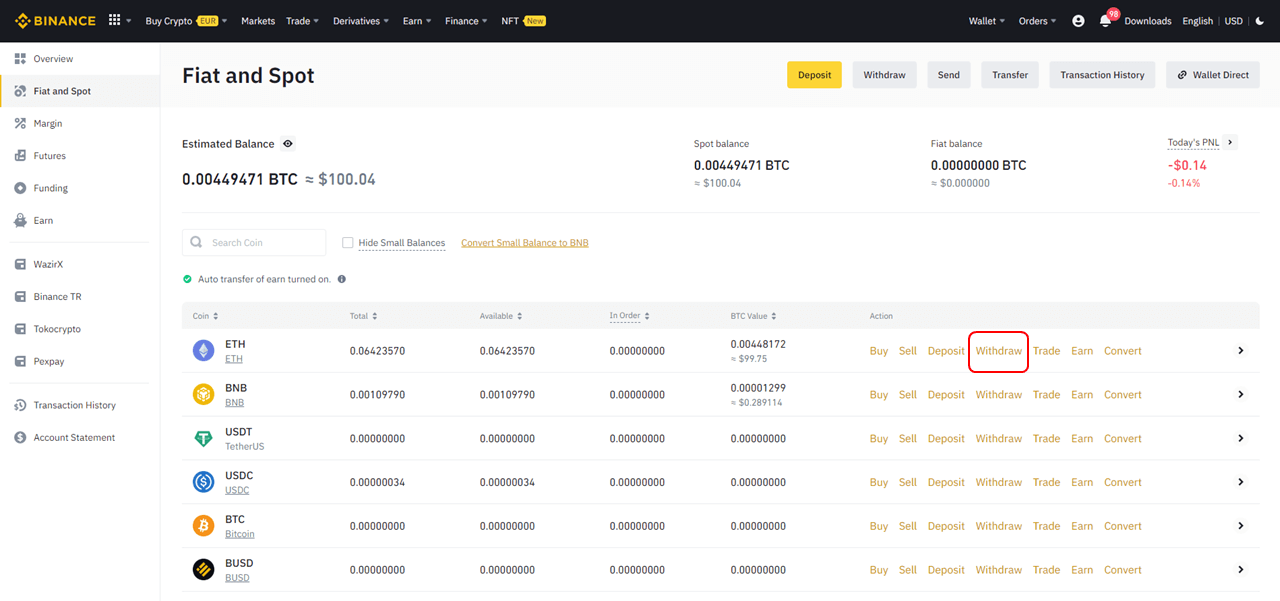 BINANCE Buy Crypto EUR Markets Trade Derivatives Earn Finance NFT New Wallet Orders 98 Downloads English USD
Overview
Fiat and Spot
Margin
Futures
Funding
Earn
WazirX
Binance TR
Tokocrypto
Pexpay
Transaction History
Account Statement
Fiat and Spot
Deposit Withdraw Send Transfer Transaction History Wallet Direct
Estimated Balance Spot balance Fiat balance Today's PNL
0.00449471 BTC ≈ $100.04 0.00449471 BTC 0.00000000 BTC -$0.14
≈ $100.04 ≈ $0.000000 -0.14%
Search Coin Hide Small Balances Convert Small Balance to BNB
Auto transfer of earn turned on.
Coin Total Available In Order BTC Value Action
ETH 0.06423570 0.06423570 0.00000000 0.00448172 Buy Sell Deposit Withdraw Trade Earn Convert
ETH ≈ $99.75
BNB 0.00109790 0.00109790 0.00000000 0.00001299 Buy Sell Deposit Withdraw Trade Earn Convert
BNB ≈ $0.289114
USDT 0.00000000 0.00000000 0.00000000 0.00000000 Buy Sell Deposit Withdraw Trade Earn Convert
TetherUS
USDC 0.00000034 0.00000034 0.00000000 0.00000000 Buy Sell Deposit Withdraw Trade Earn Convert
USDC
BTC 0.00000000 0.00000000 0.00000000 0.00000000 Buy Sell Deposit Withdraw Trade Earn Convert
Bitcoin
BUSD 0.00000000 0.00000000 0.00000000 0.00000000 Buy Sell Deposit Withdraw Trade Earn Convert
BUSD